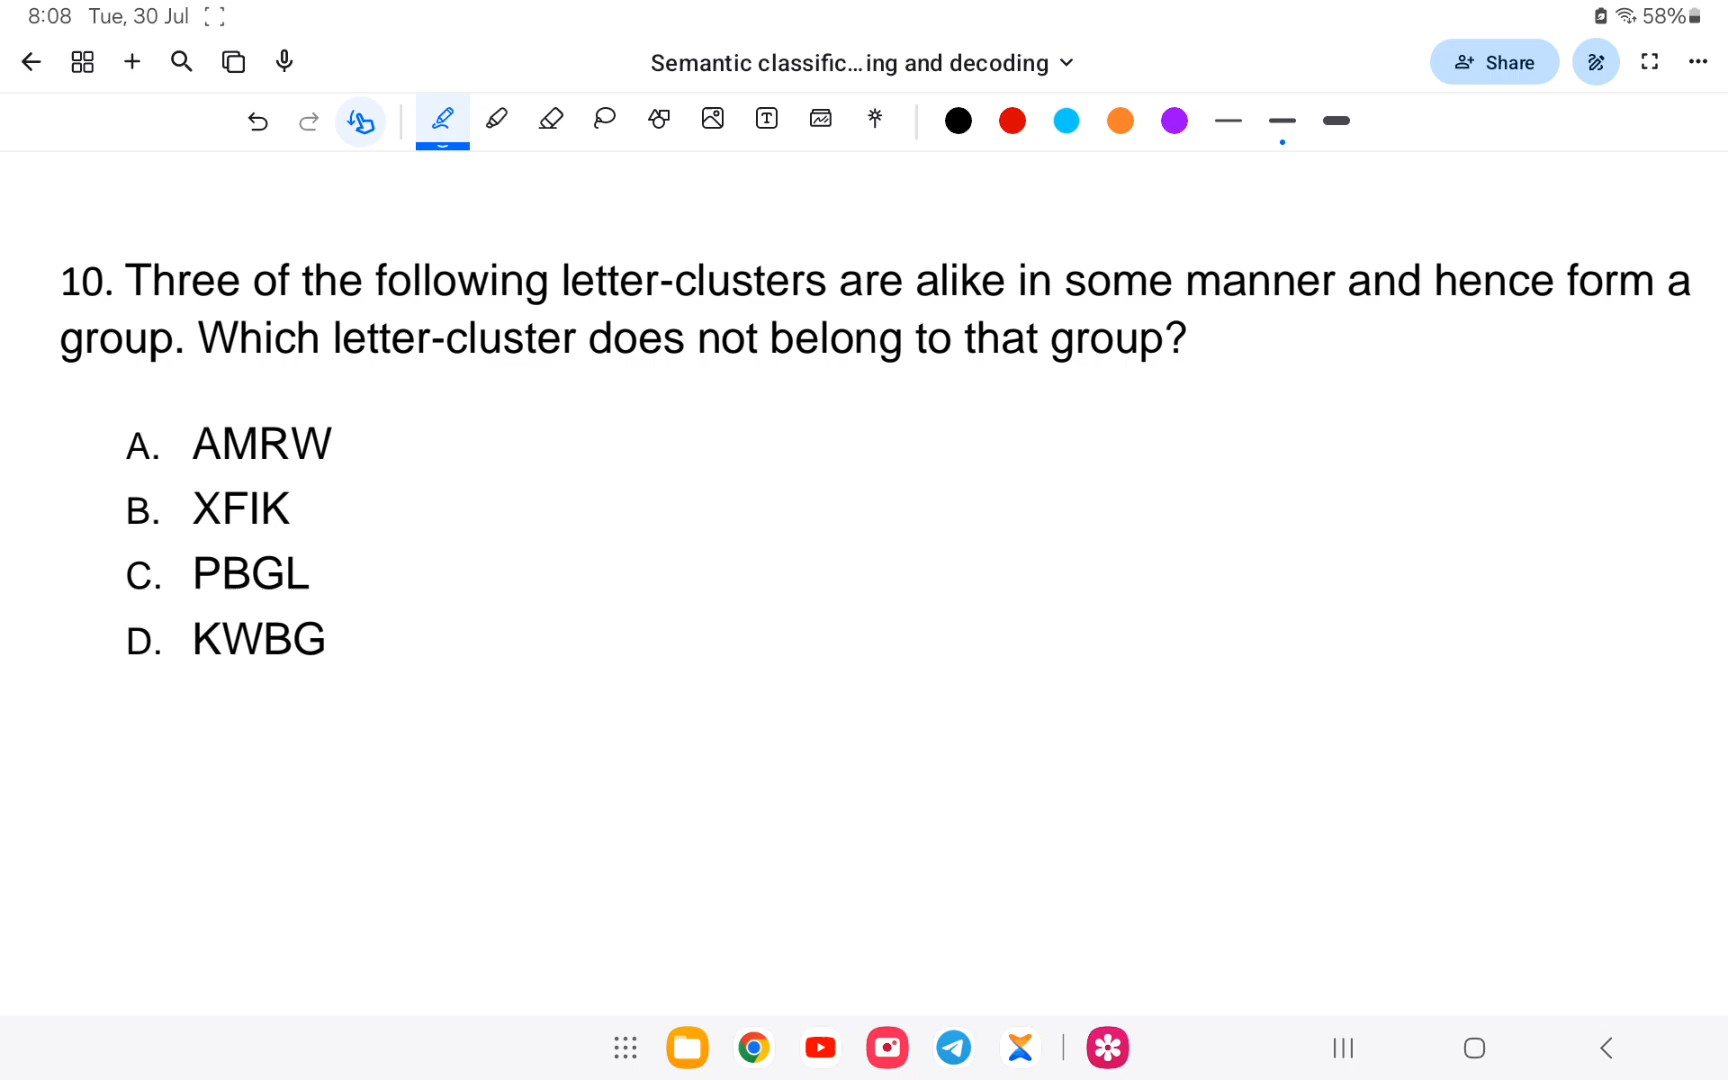 8:08 Tue, 30 Jul 58%
Semantic classific...ing and decoding
Share
10. Three of the following letter-clusters are alike in some manner and hence form a
group. Which letter-cluster does not belong to that group?
A. AMRW
B. XFIK
C. PBGL
D. KWBG